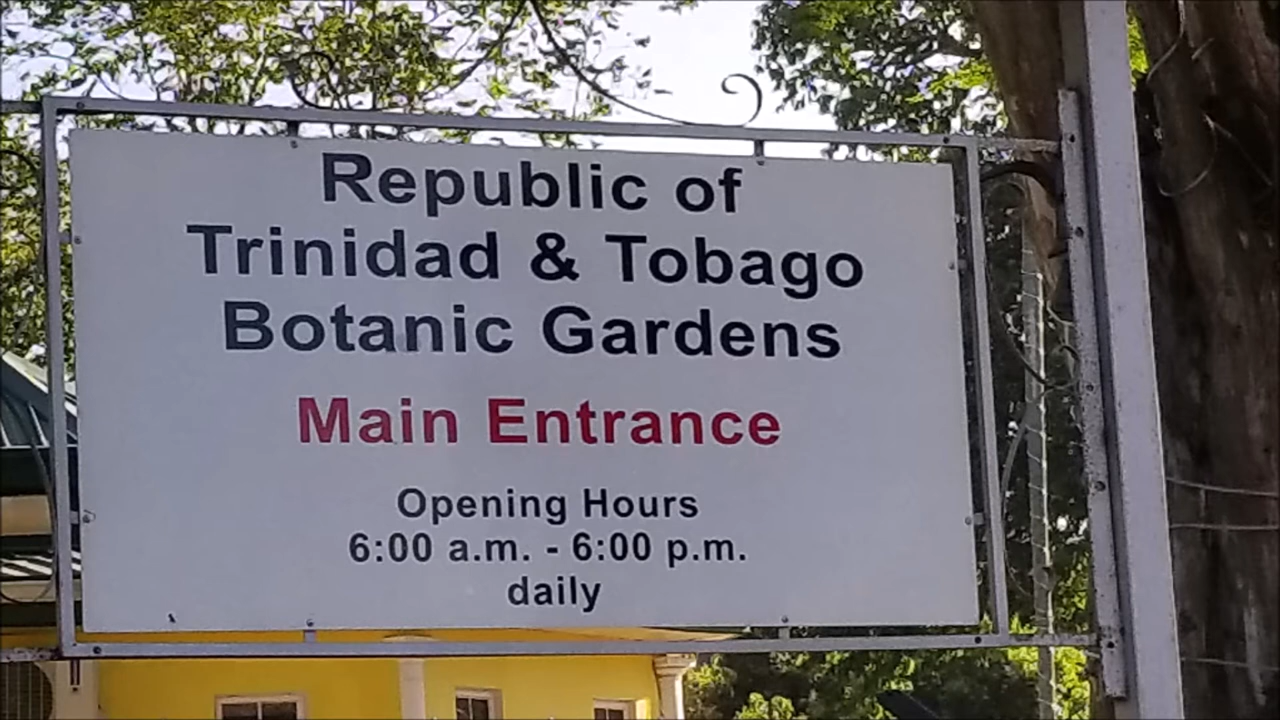 Republic of
Trinidad & Tobago
Botanic Gardens
Main Entrance
Opening Hours
6:00 a.m. - 6:00 p.m.
daily